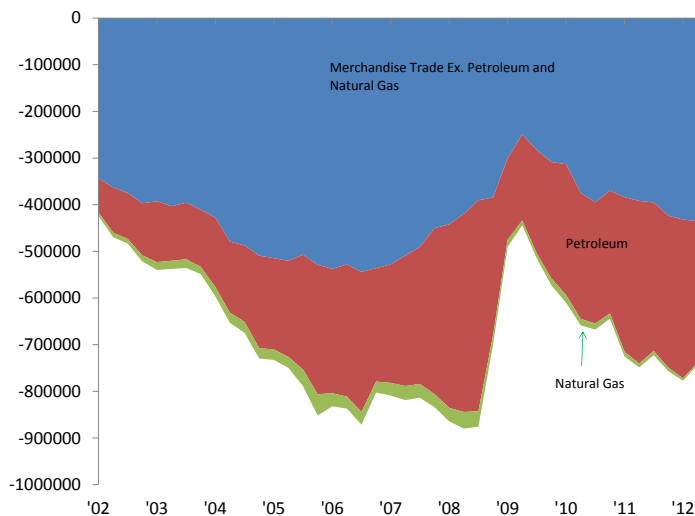 0
-100000
-200000
-300000
-400000
-500000
-600000
-700000
-800000
-900000
-1000000
Merchandise Trade Ex. Petroleum and
Natural Gas
Petroleum
Natural Gas
'02 '03 '04 '05 '06 '07 '08 '09 '10 '11 '12